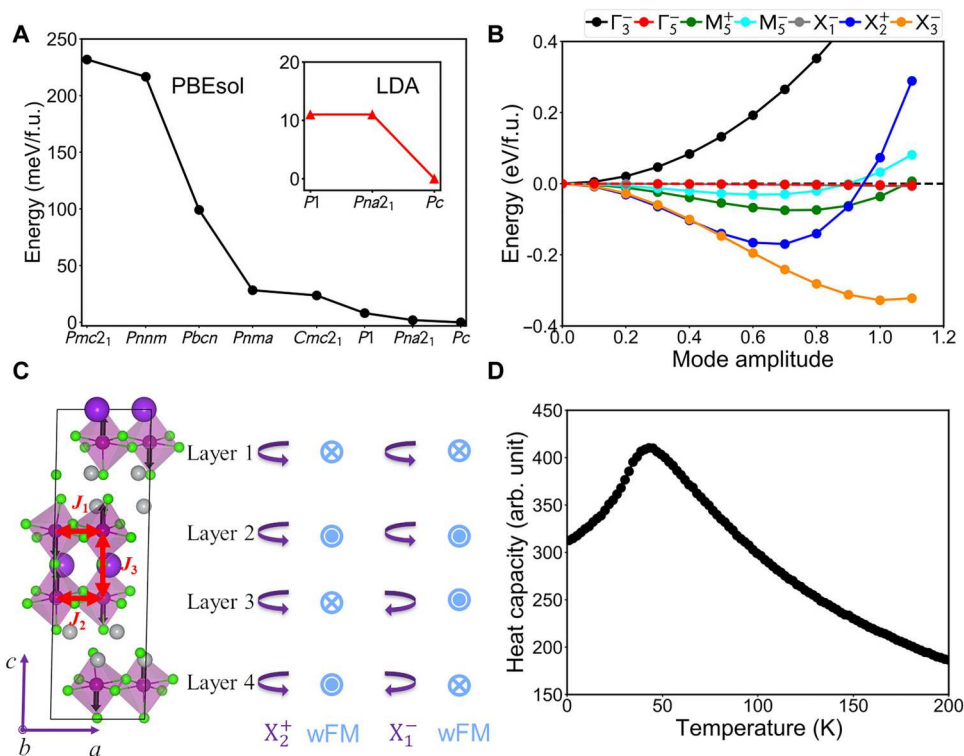 A
Energy (meV/f.u.)
250
200
150
100
50
0
PBEsol
LDA
20
10
0
P1 Pna2₁ Pc
Pmc2₁ Pnnm Pbcn Pnma Cmc2₁ P1 Pna2₁ Pc
B
Γ₃⁻ Γ₅⁻ M₅⁺ M₅⁻ X₁⁻ X₂⁺ X₃⁻
Energy (eV/f.u.)
0.4
0.2
0.0
-0.2
-0.4
0.0 0.2 0.4 0.6 0.8 1.0 1.2
Mode amplitude
C
J₁
J₃
J₂
c
b a
Layer 1
Layer 2
Layer 3
Layer 4
X₂⁺ wFM X₁⁻ wFM
D
Heat capacity (arb. unit)
450
400
350
300
250
200
150
0 50 100 150 200
Temperature (K)